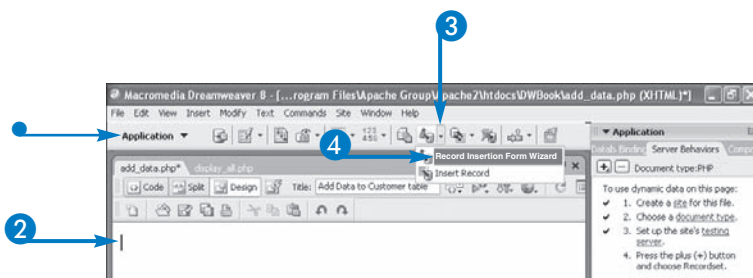 3
Macromedia Dreamweaver 8 - [...rogram Files\Apache Group\Apache2\htdocs\DWBook\add_data.php (XHTML)*]
File Edit View Insert Modify Text Commands Site Window Help
Application
Application
4
Record Insertion Form Wizard
Server Behaviors
add_data.php* display_all.php
Insert Record
Document type:PHP
Code Split Design Title: Add Data to Customer table
To use dynamic data on this page:
1. Create a site for this file.
2. Choose a document type.
3. Set up the site's testing
server.
2
4. Press the plus (+) button
and choose Recordset.